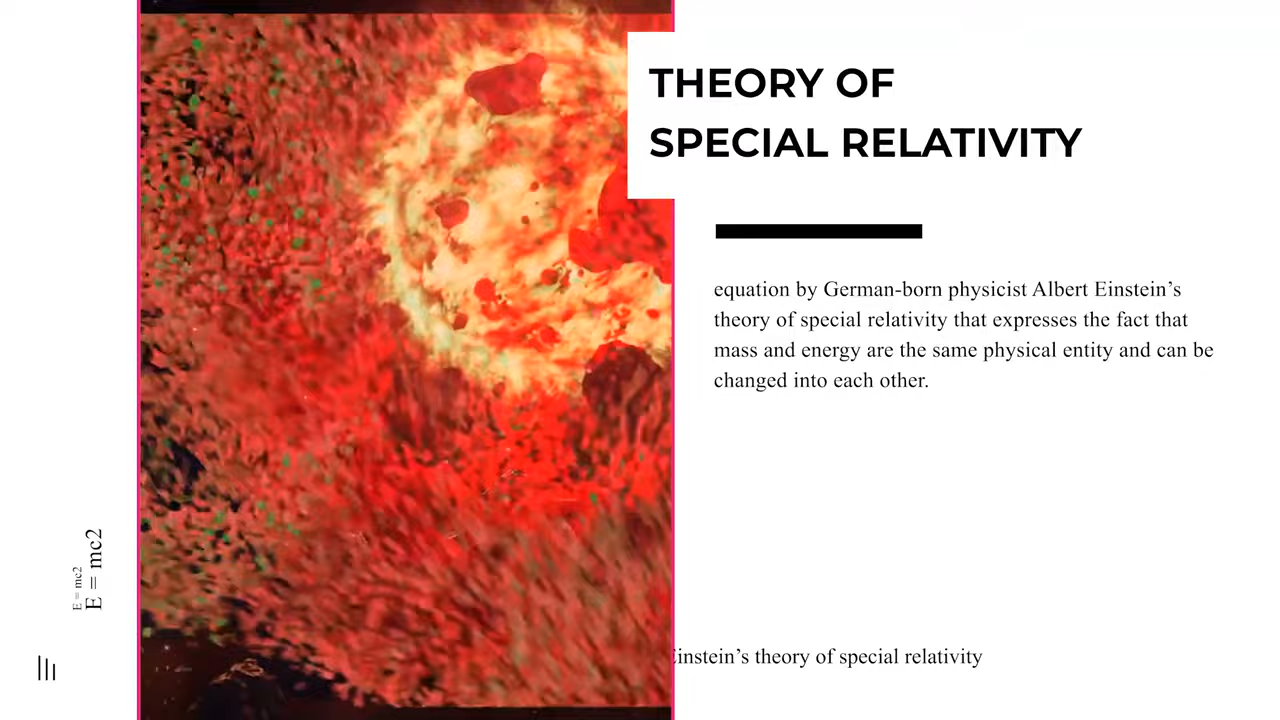 THEORY OF
SPECIAL RELATIVITY
equation by German-born physicist Albert Einstein’s
theory of special relativity that expresses the fact that
mass and energy are the same physical entity and can be
changed into each other.
E = mc2
E = mc2
Einstein’s theory of special relativity